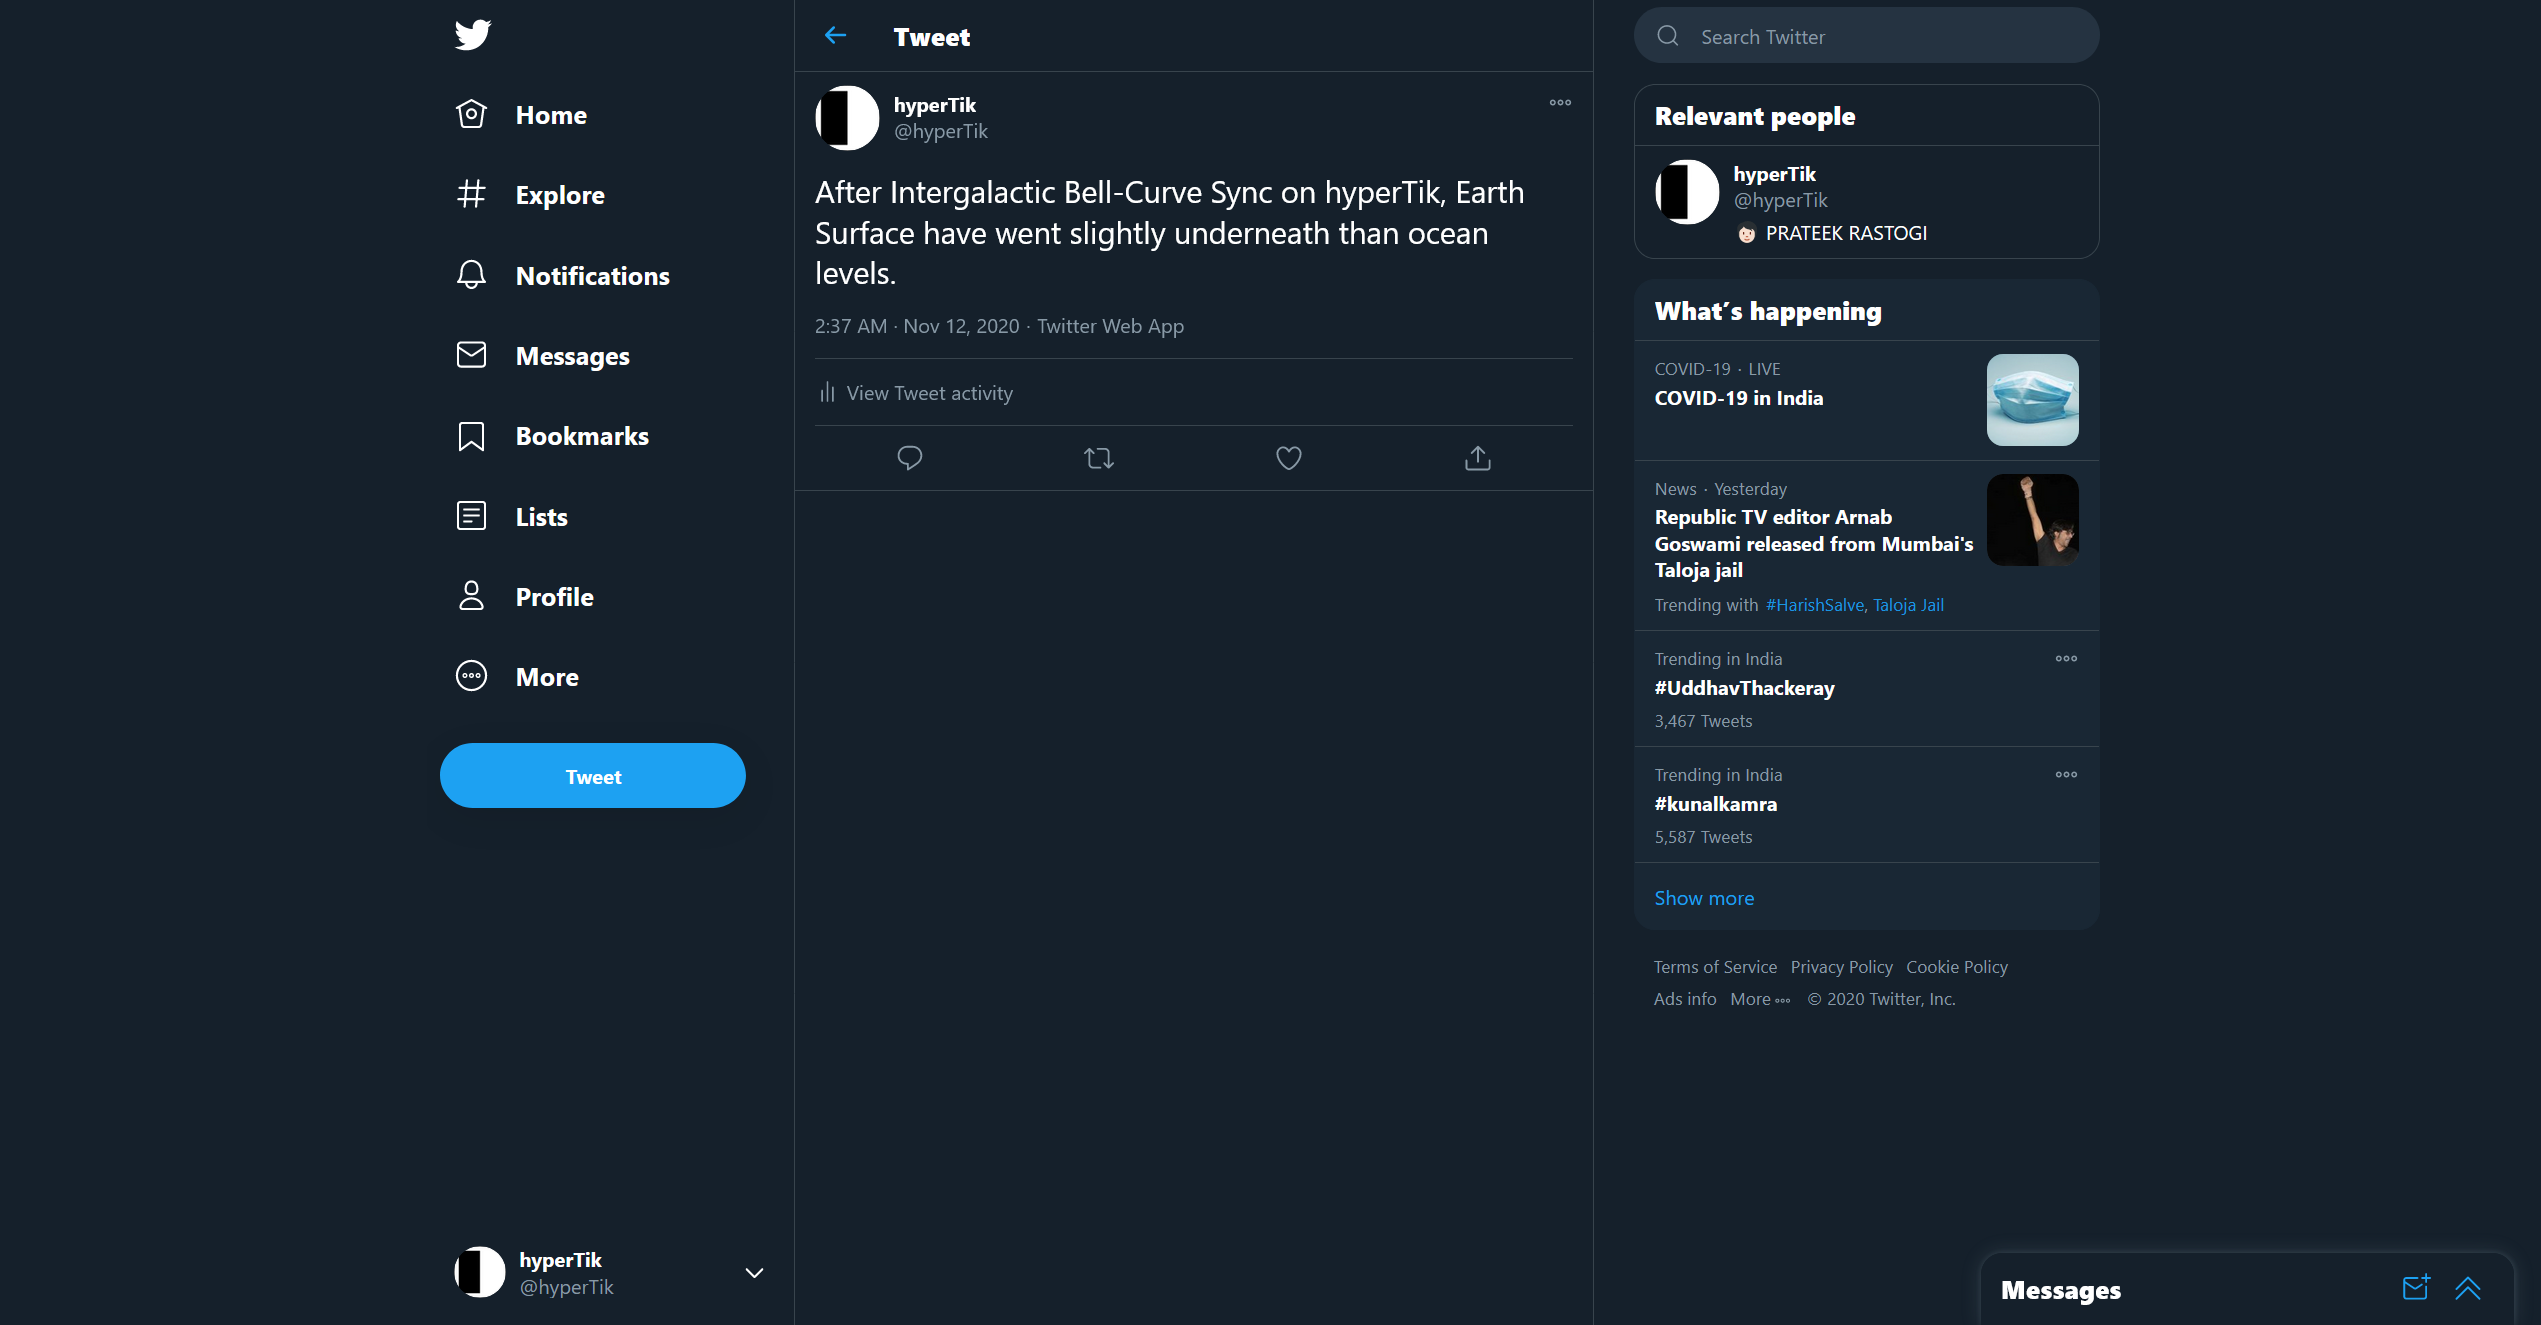 Home
Explore
Notifications
Messages
Bookmarks
Lists
Profile
More
Tweet
hyperTik
@hyperTik
Tweet
hyperTik
@hyperTik
After Intergalactic Bell-Curve Sync on hyperTik, Earth
Surface have went slightly underneath than ocean
levels.
2:37 AM · Nov 12, 2020 · Twitter Web App
View Tweet activity
Search Twitter
Relevant people
hyperTik
@hyperTik
PRATEEK RASTOGI
What's happening
COVID-19 · LIVE
COVID-19 in India
News · Yesterday
Republic TV editor Arnab
Goswami released from Mumbai's
Taloja jail
Trending with #HarishSalve, Taloja Jail
Trending in India
#UddhavThackeray
3,467 Tweets
Trending in India
#kunalkamra
5,587 Tweets
Show more
Terms of Service Privacy Policy Cookie Policy
Ads info More © 2020 Twitter, Inc.
Messages